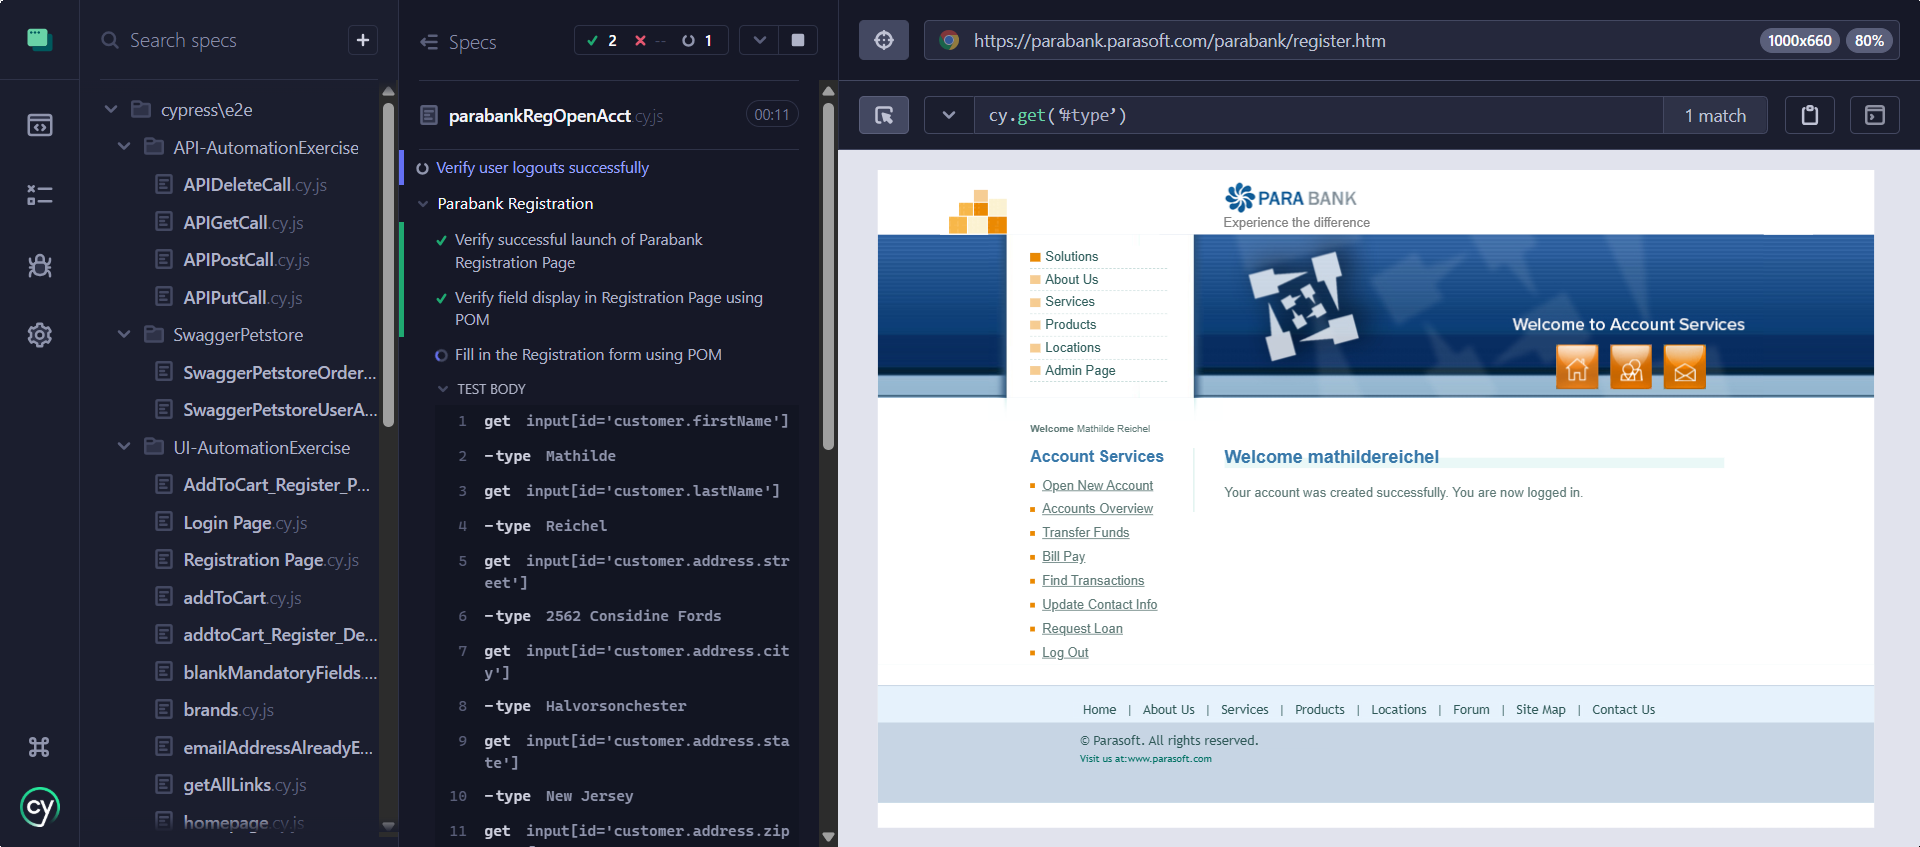 Search specs
cypress\e2e
API-AutomationExercise
APIDeleteCall.cy.js
APIGetCall.cy.js
APIPostCall.cy.js
APIPutCall.cy.js
SwaggerPetstore
SwaggerPetstoreOrder...
SwaggerPetstoreUserA...
UI-AutomationExercise
AddToCart_Register_P...
Login Page.cy.js
Registration Page.cy.js
addToCart.cy.js
addtoCart_Register_De...
blankMandatoryFields....
brands.cy.js
emailAddressAlreadyE...
getAllLinks.cy.js
homepage.cy.js
cy
Specs
2 -- 1
parabankRegOpenAcct.cy.js 00:11
Verify user logouts successfully
Parabank Registration
Verify successful launch of Parabank
Registration Page
Verify field display in Registration Page using
POM
Fill in the Registration form using POM
TEST BODY
1 get input[id='customer.firstName']
2 -type Mathilde
3 get input[id='customer.lastName']
4 -type Reichel
5 get input[id='customer.address.str
eet']
6 -type 2562 Considine Fords
7 get input[id='customer.address.cit
y']
8 -type Halvorsonchester
9 get input[id='customer.address.sta
te']
10 -type New Jersey
11 get input[id='customer.address.zip
https://parabank.parasoft.com/parabank/register.htm 1000x660 80%
cy.get(‘#type’) 1 match
PARA BANK
Experience the difference
Solutions
About Us
Services
Products
Locations
Admin Page
Welcome to Account Services
Welcome Mathilde Reichel
Account Services
Open New Account
Accounts Overview
Transfer Funds
Bill Pay
Find Transactions
Update Contact Info
Request Loan
Log Out
Welcome mathildereichel
Your account was created successfully. You are now logged in.
Home | About Us | Services | Products | Locations | Forum | Site Map | Contact Us
© Parasoft. All rights reserved.
Visit us at:www.parasoft.com